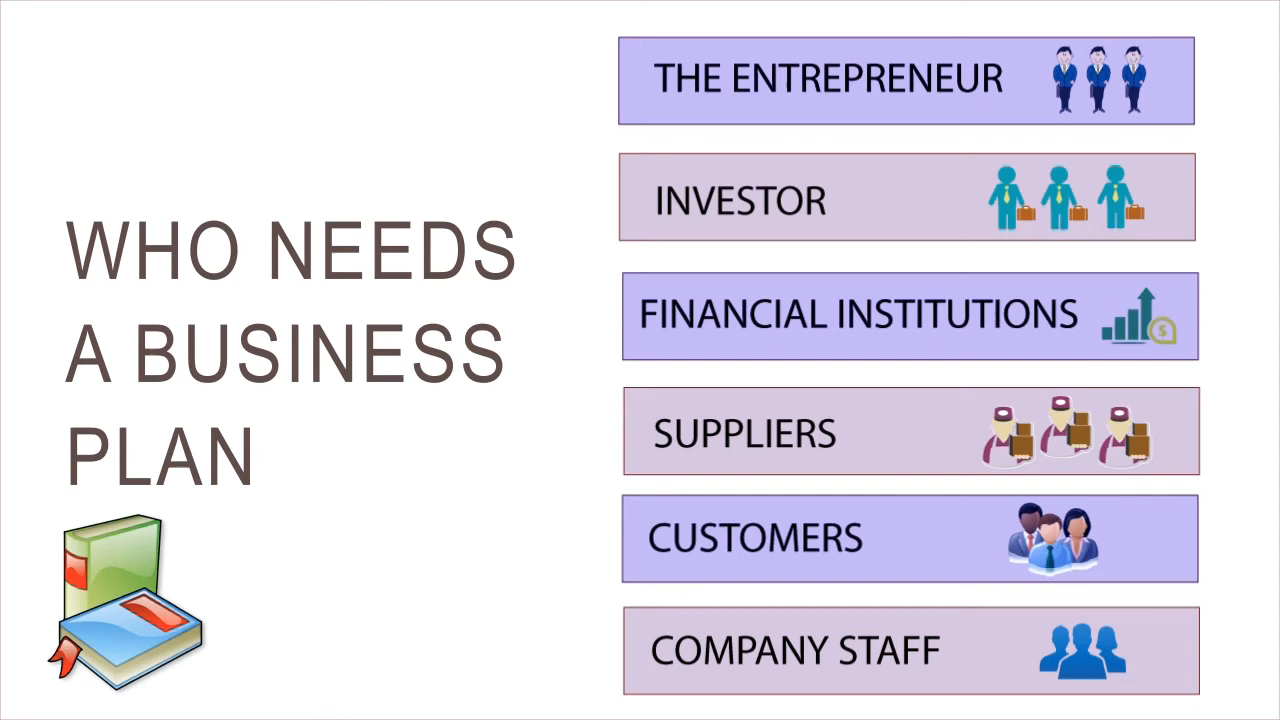 WHO NEEDS
A BUSINESS
PLAN
THE ENTREPRENEUR
INVESTOR
FINANCIAL INSTITUTIONS
SUPPLIERS
CUSTOMERS
COMPANY STAFF